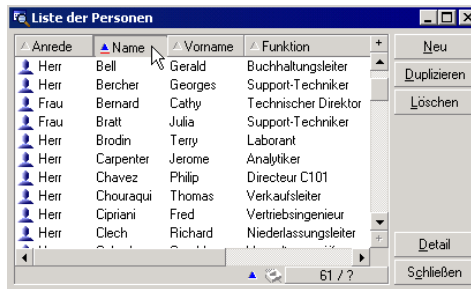 Liste der Personen
Anrede Name Vorname Funktion + Neu
Herr Bell Gerald Buchhaltungsleiter
Herr Bercher Georges Support-Techniker Duplizieren
Frau Bernard Cathy Technischer Direktor Löschen
Frau Bratt Julia Support-Techniker
Herr Brodin Terry Laborant
Herr Carpenter Jerome Analytiker
Herr Chavez Philip Directeur C101
Herr Chouraqui Thomas Verkaufsleiter
Herr Cipriani Fred Vertriebsingenieur
Herr Clech Richard Niederlassungsleiter +
Detail
61 / ? Schließen